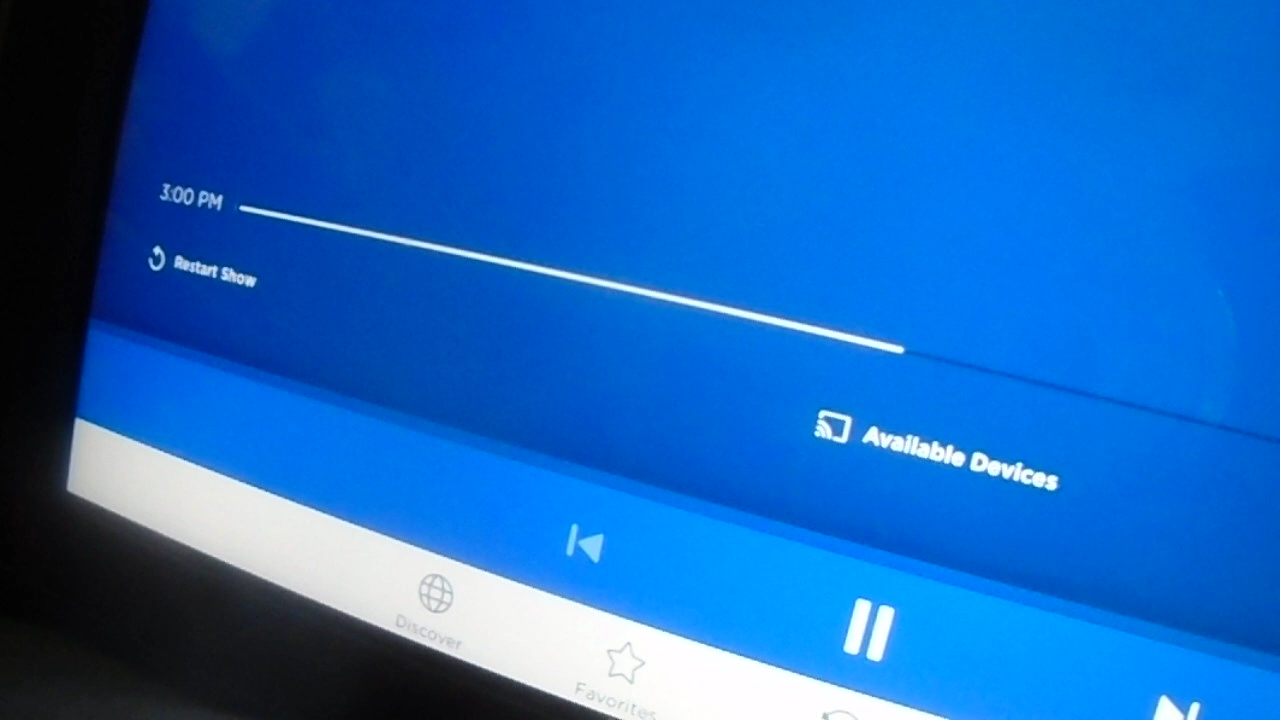 3:00 PM
Restart Show
Available Devices
Discover
Favorites